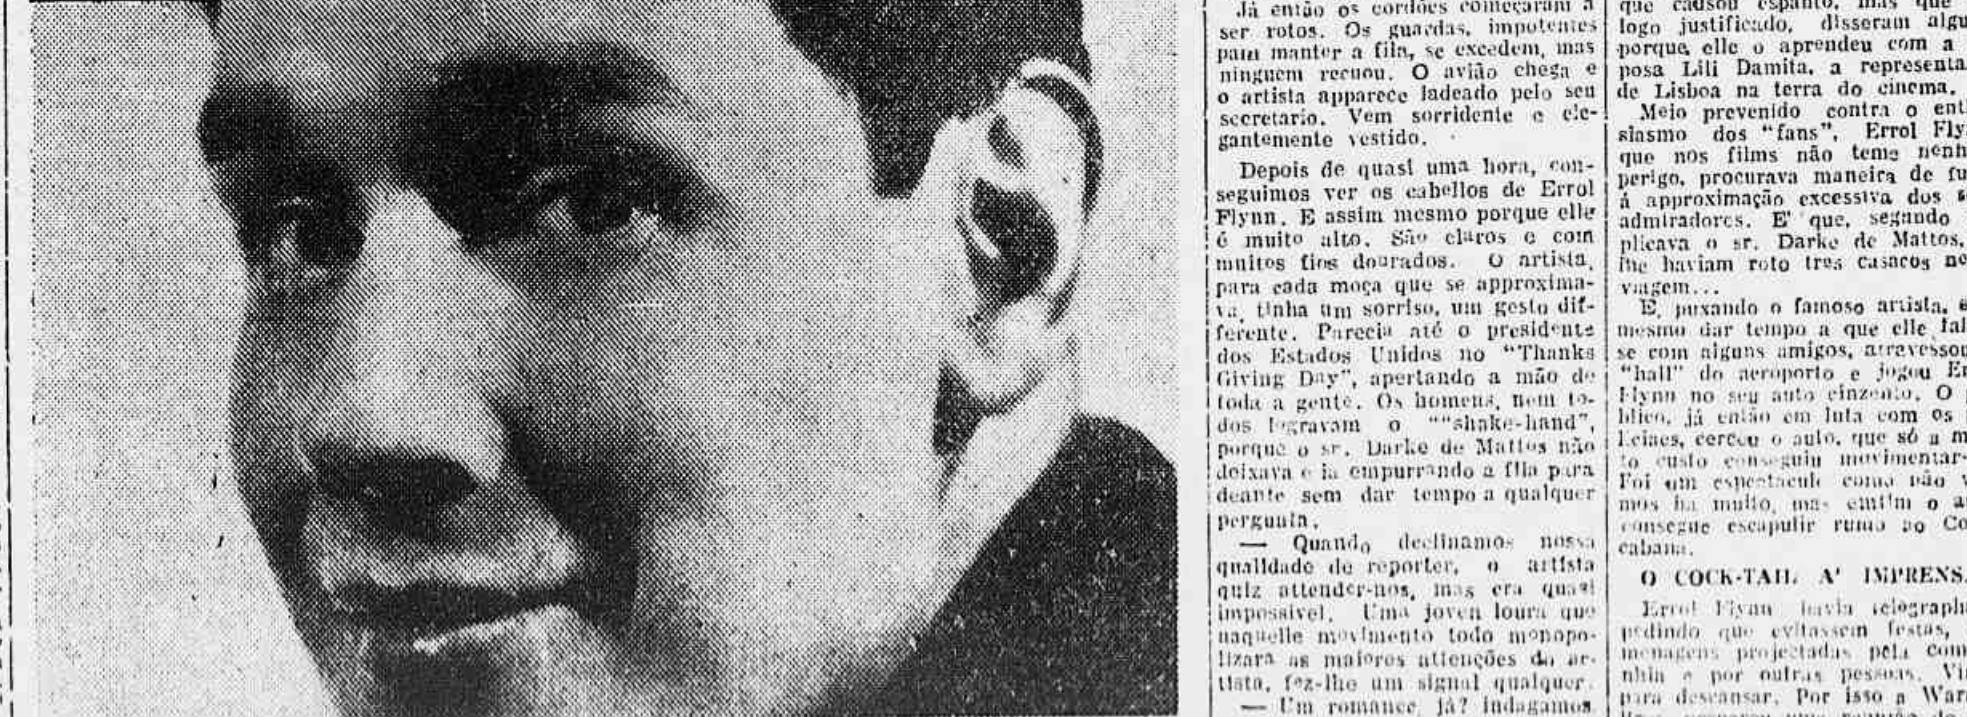 Já então os cordões começaram a
ser rotos. Os guardas, impotentes
para manter a fila, se excedem, mas
ninguem recuou. O avião chega e
o artista apparece ladeado pelo seu
secretario. Vem sorridente e ele-
gantemente vestido.
Depois de quasi uma hora, con-
seguimos ver os cabellos de Errol
Flynn. E assim mesmo porque elle
é muito alto. São claros e com
muitos fios dourados. O artista,
para cada moça que se approxima-
va, tinha um sorriso, um gesto dif-
ferente. Parecia até o presidente
dos Estados Unidos no "Thanks
Giving Day", apertando a mão de
toda a gente. Os homens, nem to-
dos logravam o ""shake-hand",
porque o sr. Darke de Mattos não
deixava e ia empurrando a fila para
deante sem dar tempo a qualquer
pergunta.
— Quando declinamos nossa
qualidade de reporter, o artista
quiz attender-nos, mas era quasi
impossivel. Uma joven loura que
naquelle movimento todo monopo-
lizara as maiores attenções do ar-
tista, fez-lhe um signal qualquer.
— Um romance, já? Indagamos
que causou espanto, mas que
logo justificado, disseram algu
porque elle o aprendeu com a
posa Lili Damita, a representa
de Lisboa na terra do cinema.
Meio prevenido contra o ent
siasmo dos "fans", Errol Fly
que nos films não teme nenh
perigo, procurava maneira de fu
á approximação excessiva dos
admiradores. E' que, segundo
plicava o sr. Darke de Mattos,
lhe haviam roto tres casacos ne
viagem...
E, puxando o famoso artista,
mesmo dar tempo a que elle fal
se com alguns amigos, atravessou
"hall" do aeroporto e jogou Er
Flynn no seu auto cinzento. O
blico, já então em luta com os
leiaes, cercou o auto, que só a m
to custo conseguiu movimentar-
Foi um espectaculo como não v
mos ha muito, mas emfim o a
consegue escapulir rumo ao Co
cabana.
O COCK-TAIL A' IMPRENS
Errol Flynn havia telegraph
pedindo que evitassem festas,
menagens projectadas pela Com
nhia e por outras pessoas. Vi
para descansar. Por isso a War